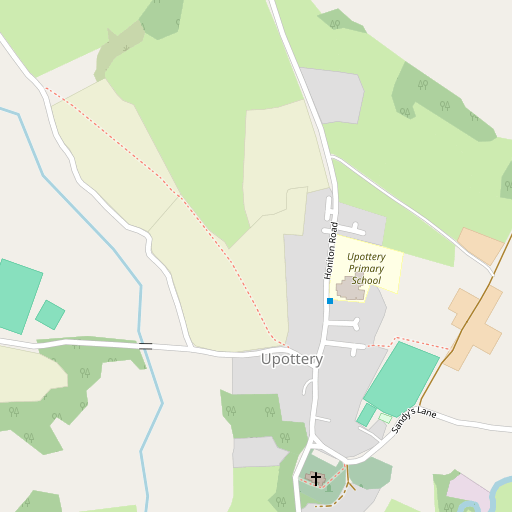 Honiton Road
Upottery
Primary
School
Upottery
Sandy's Lane